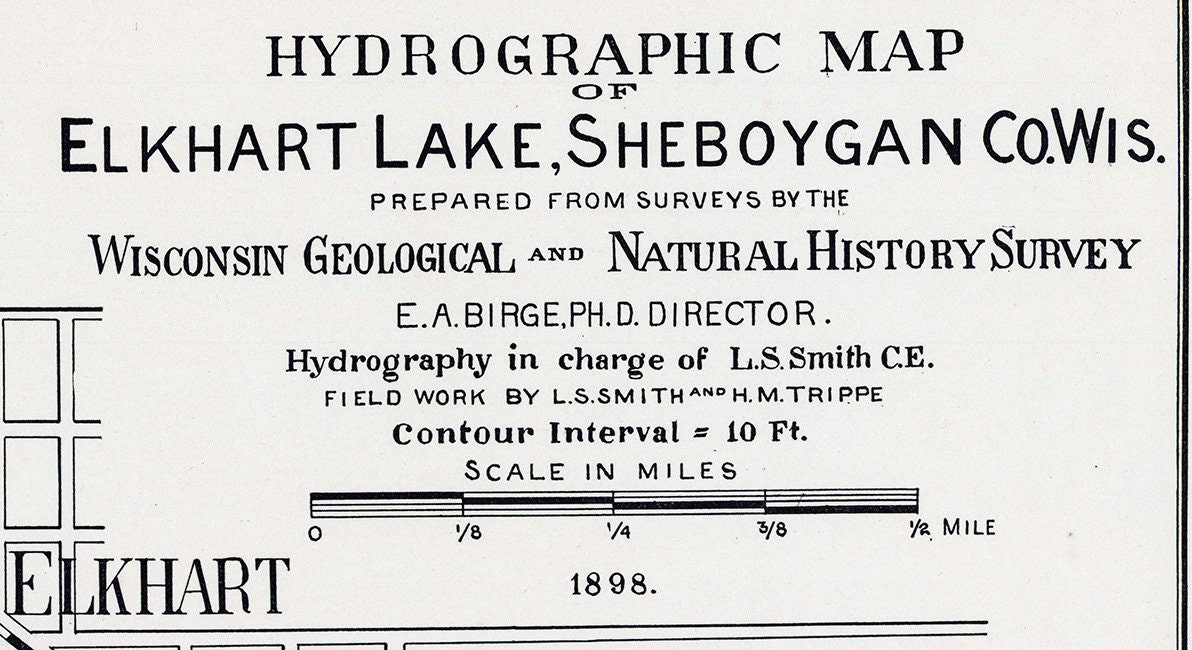 HYDROGRAPHIC MAP
OF
ELKHART LAKE, SHEBOYGAN CO. WIS.
PREPARED FROM SURVEYS BY THE
WISCONSIN GEOLOGICAL AND NATURAL HISTORY SURVEY
E. A. BIRGE, PH. D. DIRECTOR.
Hydrography in charge of L.S. Smith C.E.
FIELD WORK BY L.S. SMITH AND H.M. TRIPPE
Contour Interval = 10 Ft.
SCALE IN MILES
0 1/8 1/4 3/8 1/2 MILE
ELKHART
1898.